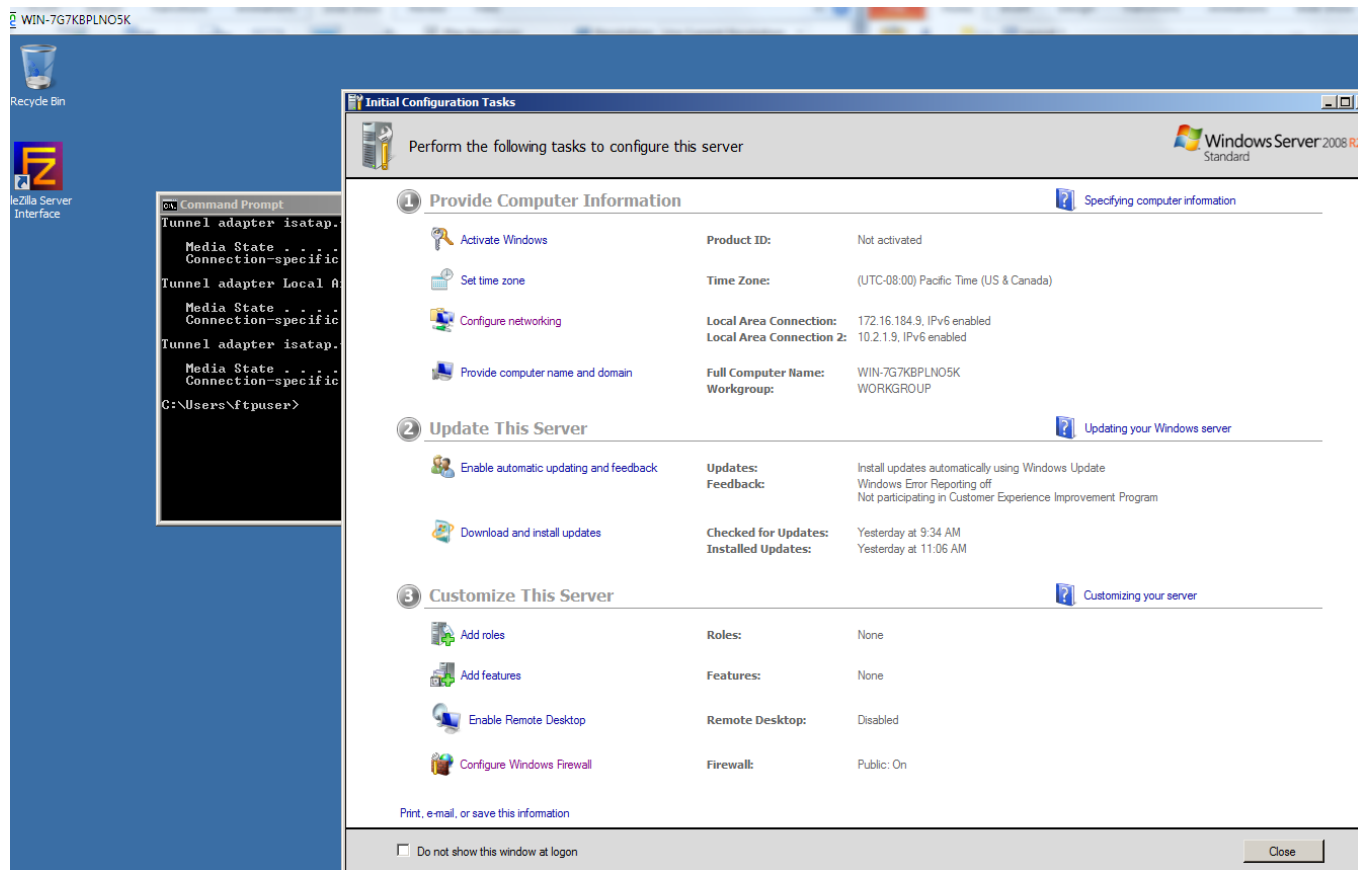 WIN-7G7KBPLNO5K
Recycle Bin
Server
Interface
Command Prompt
Tunnel adapter isatap.
Media State . . . .
Connection-specific
Tunnel adapter Local A
Media State . . . .
Connection-specific
Tunnel adapter isatap.
Media State . . . .
Connection-specific
C:\Users\ftpuser>
Initial Configuration Tasks
Perform the following tasks to configure this server
Windows Server 2008 R2
Standard
1 Provide Computer Information
Specifying computer information
Activate Windows Product ID: Not activated
Set time zone Time Zone: (UTC-08:00) Pacific Time (US & Canada)
Configure networking Local Area Connection: 172.16.184.9, IPv6 enabled
Local Area Connection 2: 10.2.1.9, IPv6 enabled
Provide computer name and domain Full Computer Name: WIN-7G7KBPLNO5K
Workgroup: WORKGROUP
2 Update This Server
Updating your Windows server
Enable automatic updating and feedback Updates: Install updates automatically using Windows Update
Feedback: Windows Error Reporting off
Not participating in Customer Experience Improvement Program
Download and install updates Checked for Updates: Yesterday at 9:34 AM
Installed Updates: Yesterday at 11:06 AM
3 Customize This Server
Customizing your server
Add roles Roles: None
Add features Features: None
Enable Remote Desktop Remote Desktop: Disabled
Configure Windows Firewall Firewall: Public: On
Print, e-mail, or save this information
Do not show this window at logon
Close